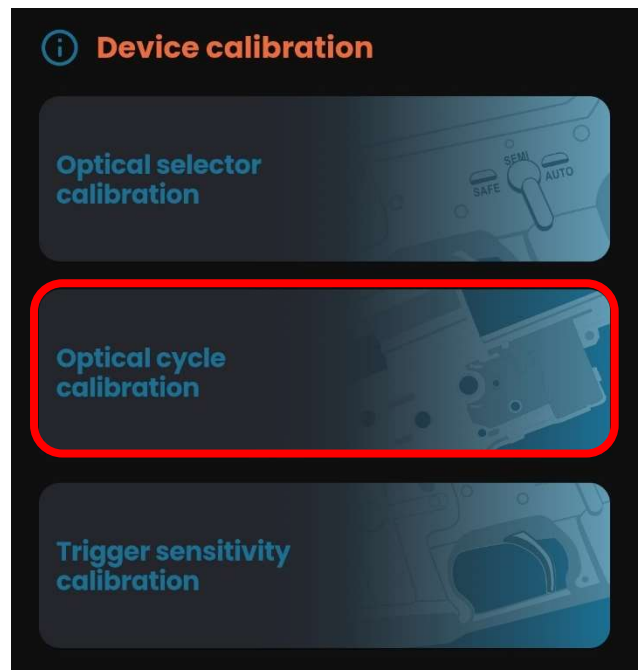 Device calibration
Optical selector
calibration
SAFE
SEMI
AUTO
Optical cycle
calibration
Trigger sensitivity
calibration